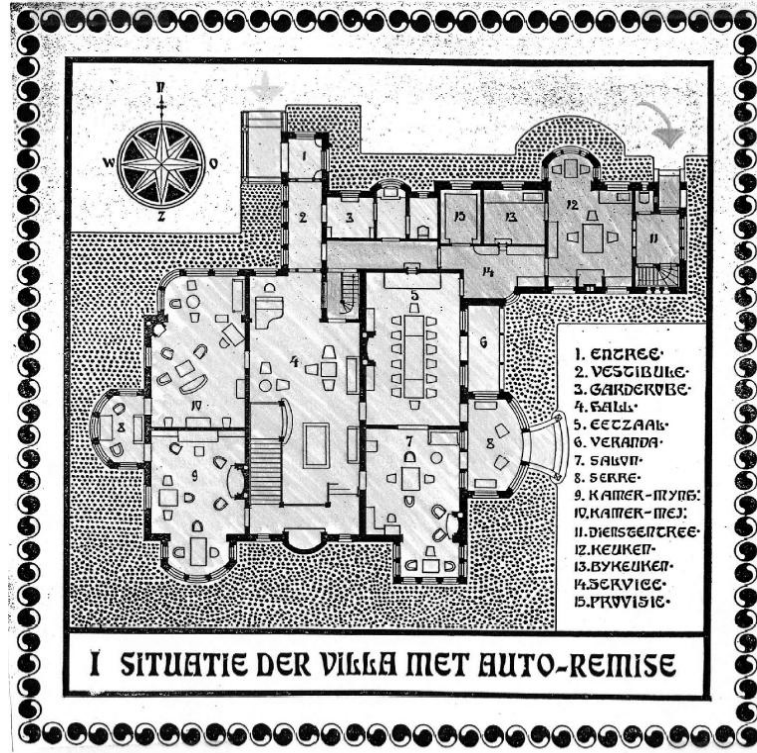 N
W O
Z
1
2
3
15
13
12
11
14
5
6
4
10
8
7
8
9
1. ENTREE·
2. VESTIBULE·
3. GARDEROBE·
4. HALL·
5. EETZAAL·
6. VERANDA·
7. SALON·
8. SERRE·
9. KAMER-MYNH:
10. KAMER-MEJ:
11. DIENSTENTREE·
12. KEUKEN·
13. BYKEUKEN·
14. SERVICE·
15. PROVISIE·
I SITUATIE DER VILLA MET AUTO-REMISE